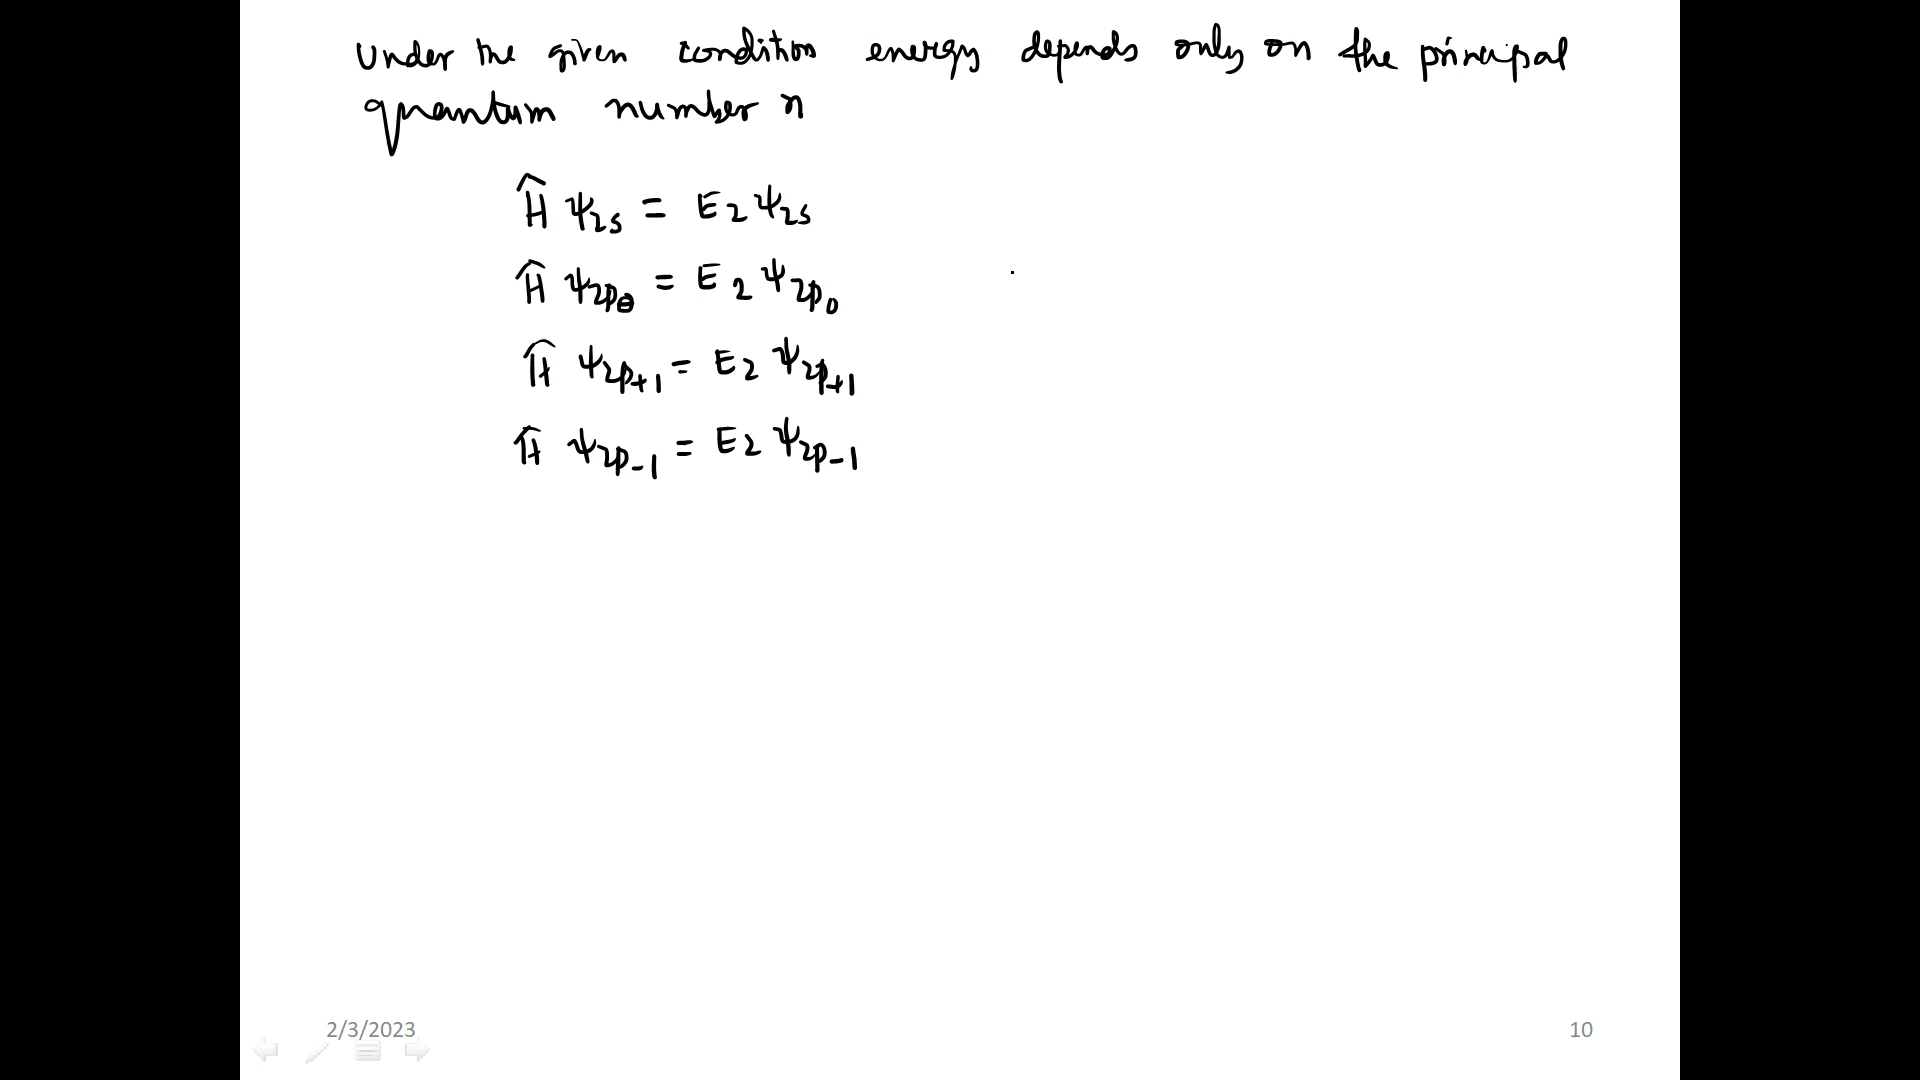 Under the given condition energy depends only on the principal
quantum number n
Ĥ ψ₂ₛ = E₂ ψ₂ₛ
Ĥ ψ₂ₚ₀ = E₂ ψ₂ₚ₀
Ĥ ψ₂ₚ₊₁ = E₂ ψ₂ₚ₊₁
Ĥ ψ₂ₚ₋₁ = E₂ ψ₂ₚ₋₁
2/3/2023
10